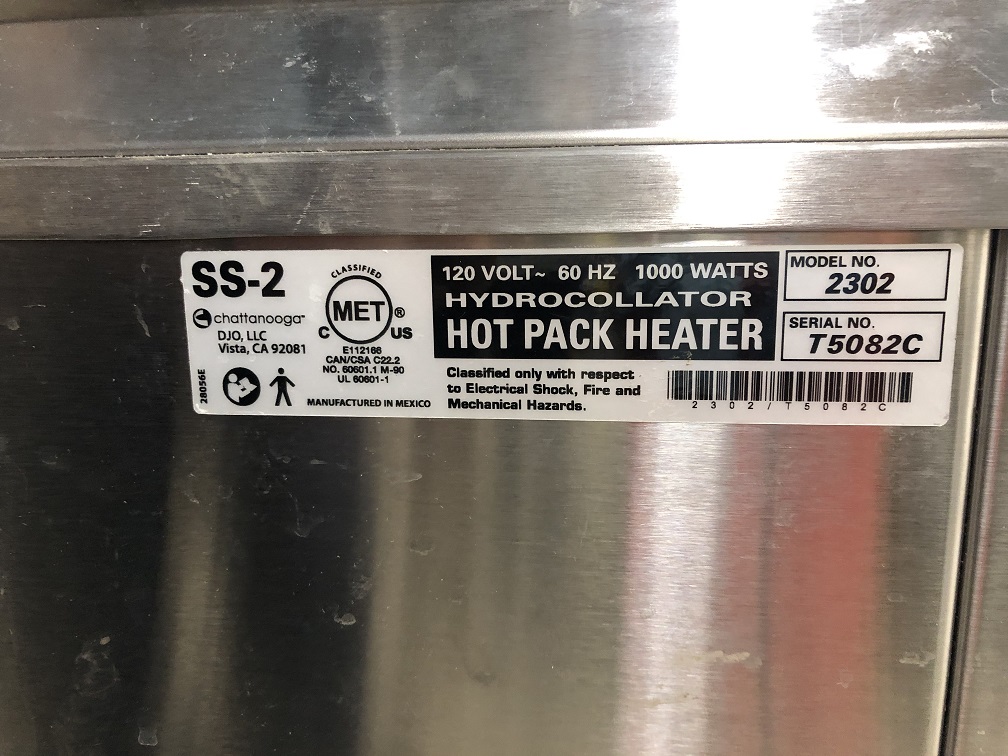 SS-2
chattanooga™
DJO, LLC
Vista, CA 92081
28056E
CLASSIFIED
MET®
C US
E112166
CAN/CSA C22.2
NO. 60601.1 M-90
UL 60601-1
MANUFACTURED IN MEXICO
120 VOLT~ 60 HZ 1000 WATTS
HYDROCOLLATOR
HOT PACK HEATER
Classified only with respect
to Electrical Shock, Fire and
Mechanical Hazards.
MODEL NO.
2302
SERIAL NO.
T5082C
2302/T5082C